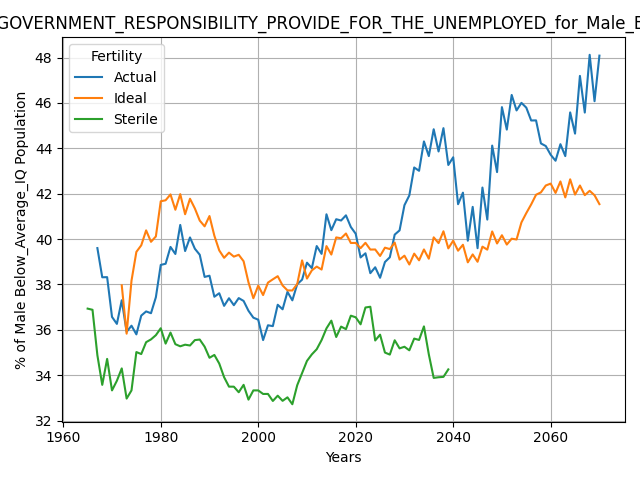 GOVERNMENT_RESPONSIBILITY_PROVIDE_FOR_THE_UNEMPLOYED_for_Male_
Fertility
Actual
Ideal
Sterile
% of Male Below_Average_IQ Population
48
46
44
42
40
38
36
34
32
1960
1980
2000
2020
2040
2060
Years